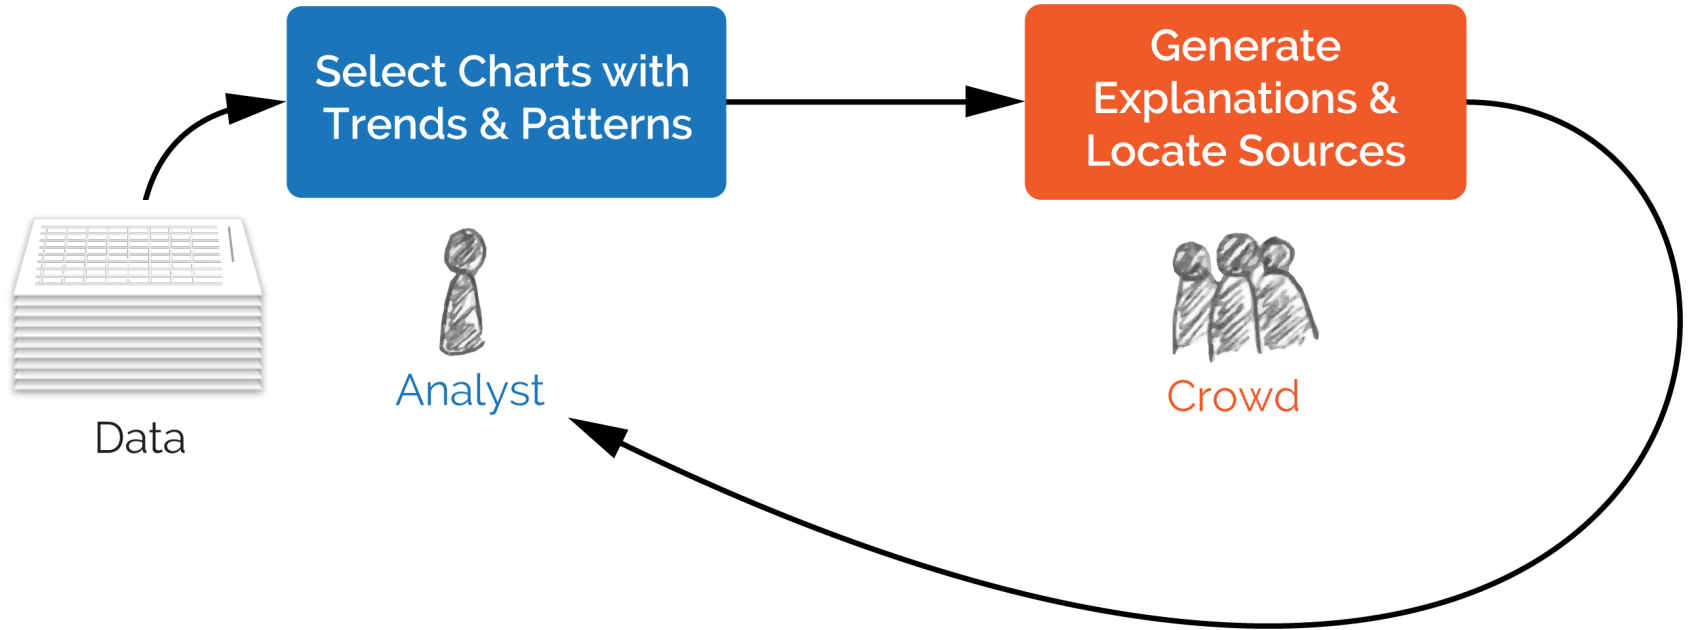 Select Charts with
Trends & Patterns
Generate
Explanations &
Locate Sources
Data
Analyst
Crowd